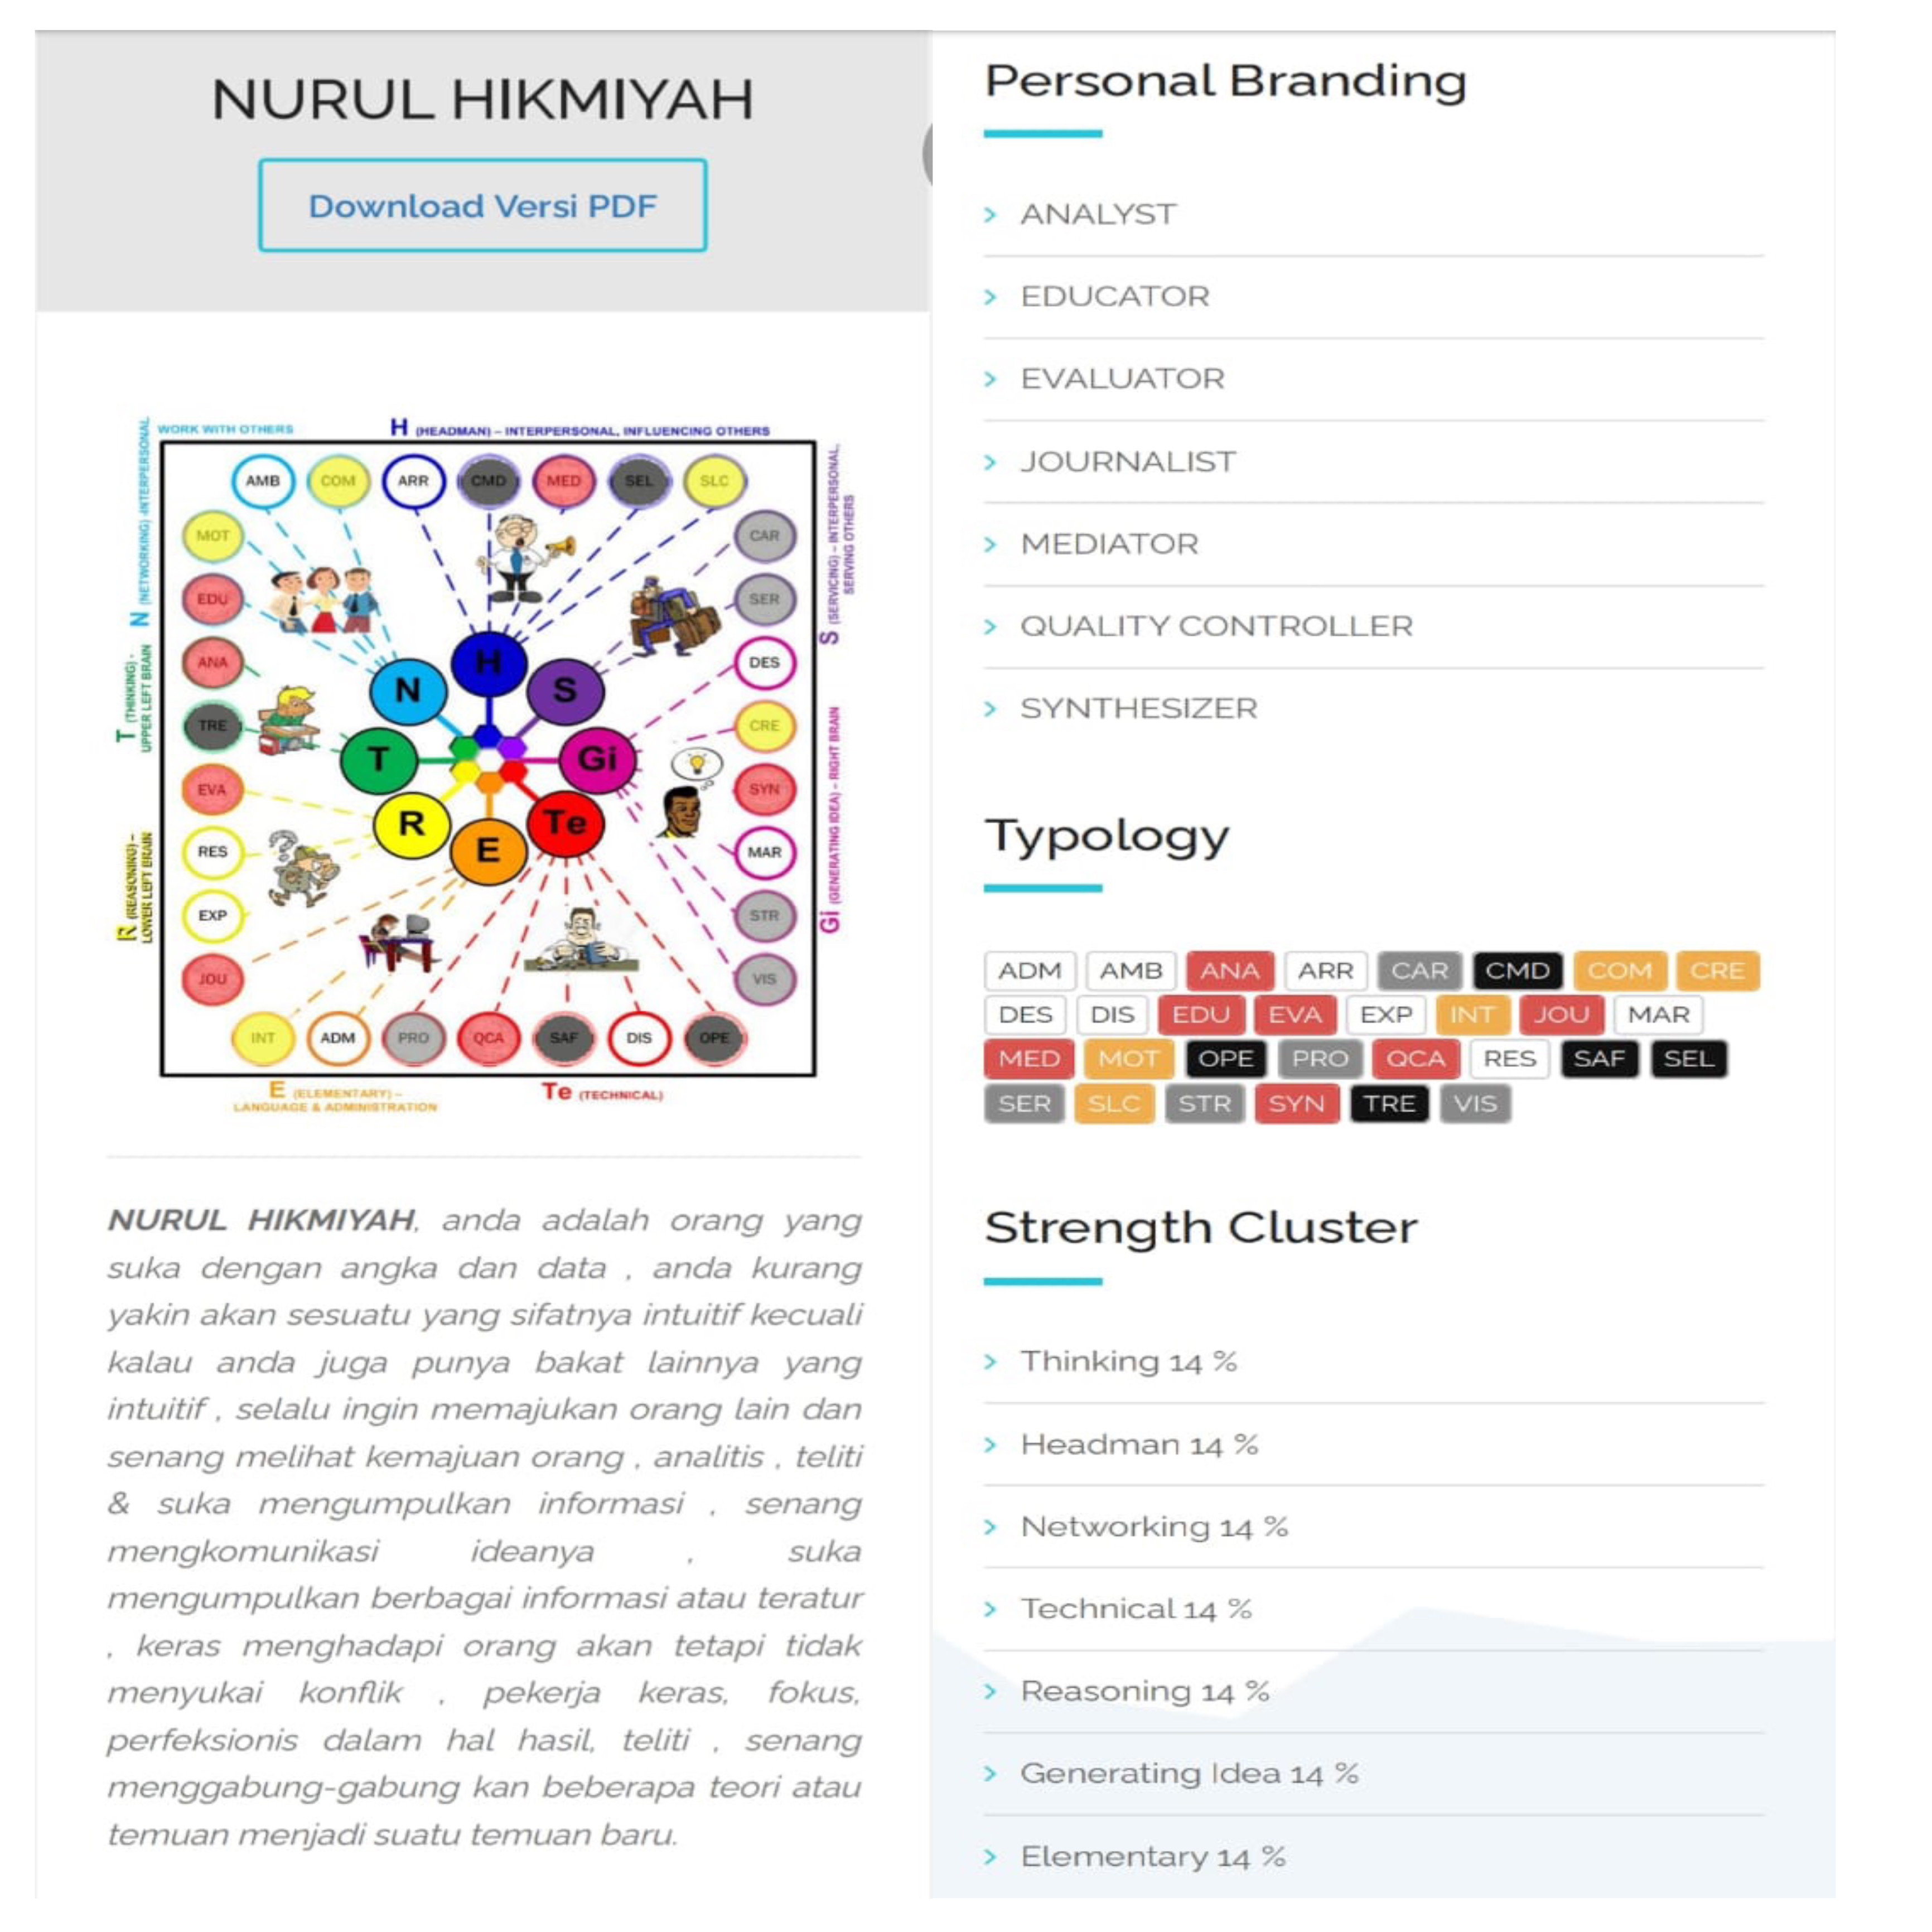 NURUL HIKMIYAH
Download Versi PDF
WORK WITH OTHERS
H (HEADMAN) – INTERPERSONAL, INFLUENCING OTHERS
N (NETWORKING) -INTERPERSONAL
T (THINKING) -
UPPER LEFT BRAIN
R (REASONING) –
LOWER LEFT BRAIN
AMB COM ARR CMD MED SEL SLC
MOT CAR
EDU SER
ANA DES
TRE CRE
EVA SYN
RES MAR
EXP STR
JOU VIS
INT ADM PRO QCA SAF DIS OPE
H
N S
T Gi
R Te
E
S (SERVICING) – INTERPERSONAL,
SERVING OTHERS
Gi (GENERATING IDEA) – RIGHT BRAIN
E (ELEMENTARY) –
LANGUAGE & ADMINISTRATION
Te (TECHNICAL)
NURUL HIKMIYAH, anda adalah orang yang
suka dengan angka dan data , anda kurang
yakin akan sesuatu yang sifatnya intuitif kecuali
kalau anda juga punya bakat lainnya yang
intuitif , selalu ingin memajukan orang lain dan
senang melihat kemajuan orang , analitis , teliti
& suka mengumpulkan informasi , senang
mengkomunikasi ideanya , suka
mengumpulkan berbagai informasi atau teratur
, keras menghadapi orang akan tetapi tidak
menyukai konflik , pekerja keras, fokus,
perfeksionis dalam hal hasil, teliti , senang
menggabung-gabung kan beberapa teori atau
temuan menjadi suatu temuan baru.
Personal Branding
ANALYST
EDUCATOR
EVALUATOR
JOURNALIST
MEDIATOR
QUALITY CONTROLLER
SYNTHESIZER
Typology
ADM AMB ANA ARR CAR CMD COM CRE
DES DIS EDU EVA EXP INT JOU MAR
MED MOT OPE PRO QCA RES SAF SEL
SER SLC STR SYN TRE VIS
Strength Cluster
Thinking 14 %
Headman 14 %
Networking 14 %
Technical 14 %
Reasoning 14 %
Generating Idea 14 %
Elementary 14 %